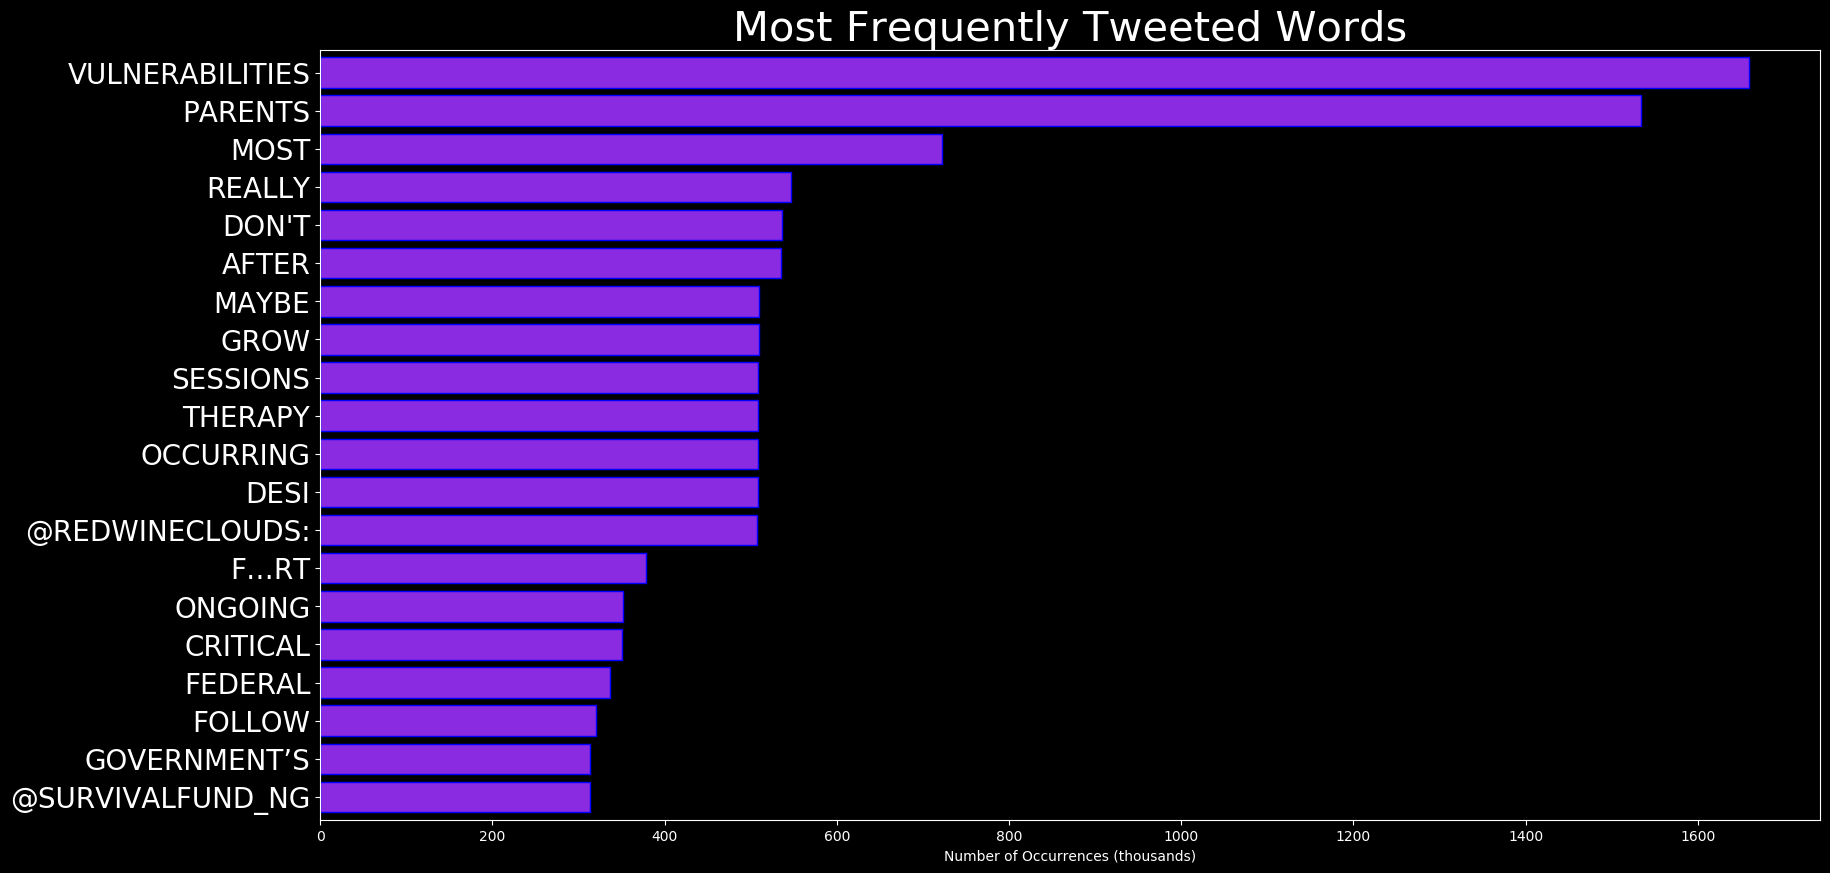 Most Frequently Tweeted Words
VULNERABILITIES
PARENTS
MOST
REALLY
DON'T
AFTER
MAYBE
GROW
SESSIONS
THERAPY
OCCURRING
DESI
@REDWINECLOUDS:
F…RT
ONGOING
CRITICAL
FEDERAL
FOLLOW
GOVERNMENT’S
@SURVIVALFUND_NG
0 200 400 600 800 1000 1200 1400 1600
Number of Occurrences (thousands)